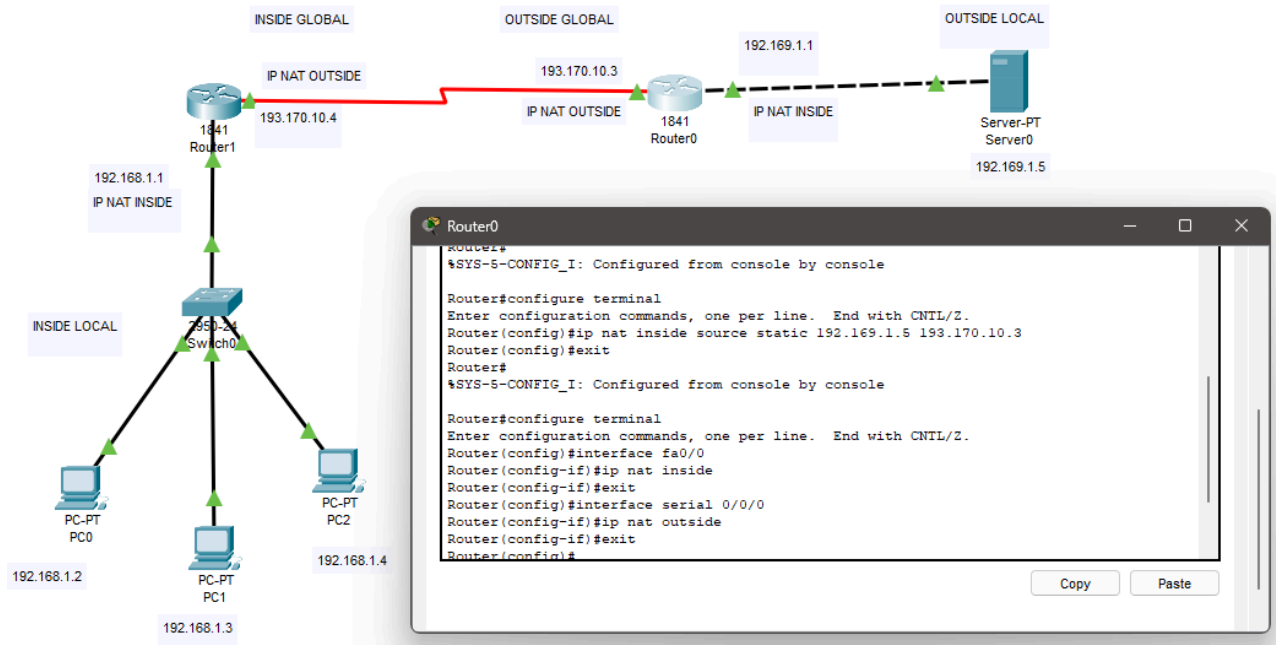 INSIDE GLOBAL
OUTSIDE GLOBAL
OUTSIDE LOCAL
192.169.1.1
IP NAT OUTSIDE
193.170.10.3
193.170.10.4
IP NAT OUTSIDE
IP NAT INSIDE
1841
Router1
1841
Router0
Server-PT
Server0
192.169.1.5
192.168.1.1
IP NAT INSIDE
INSIDE LOCAL
2950-24
Switch0
PC-PT
PC0
192.168.1.2
PC-PT
PC1
192.168.1.3
PC-PT
PC2
192.168.1.4
Router0
Router#
%SYS-5-CONFIG_I: Configured from console by console
Router#configure terminal
Enter configuration commands, one per line.  End with CNTL/Z.
Router(config)#ip nat inside source static 192.169.1.5 193.170.10.3
Router(config)#exit
Router#
%SYS-5-CONFIG_I: Configured from console by console
Router#configure terminal
Enter configuration commands, one per line.  End with CNTL/Z.
Router(config)#interface fa0/0
Router(config-if)#ip nat inside
Router(config-if)#exit
Router(config)#interface serial 0/0/0
Router(config-if)#ip nat outside
Router(config-if)#exit
Router(config)#
Copy
Paste